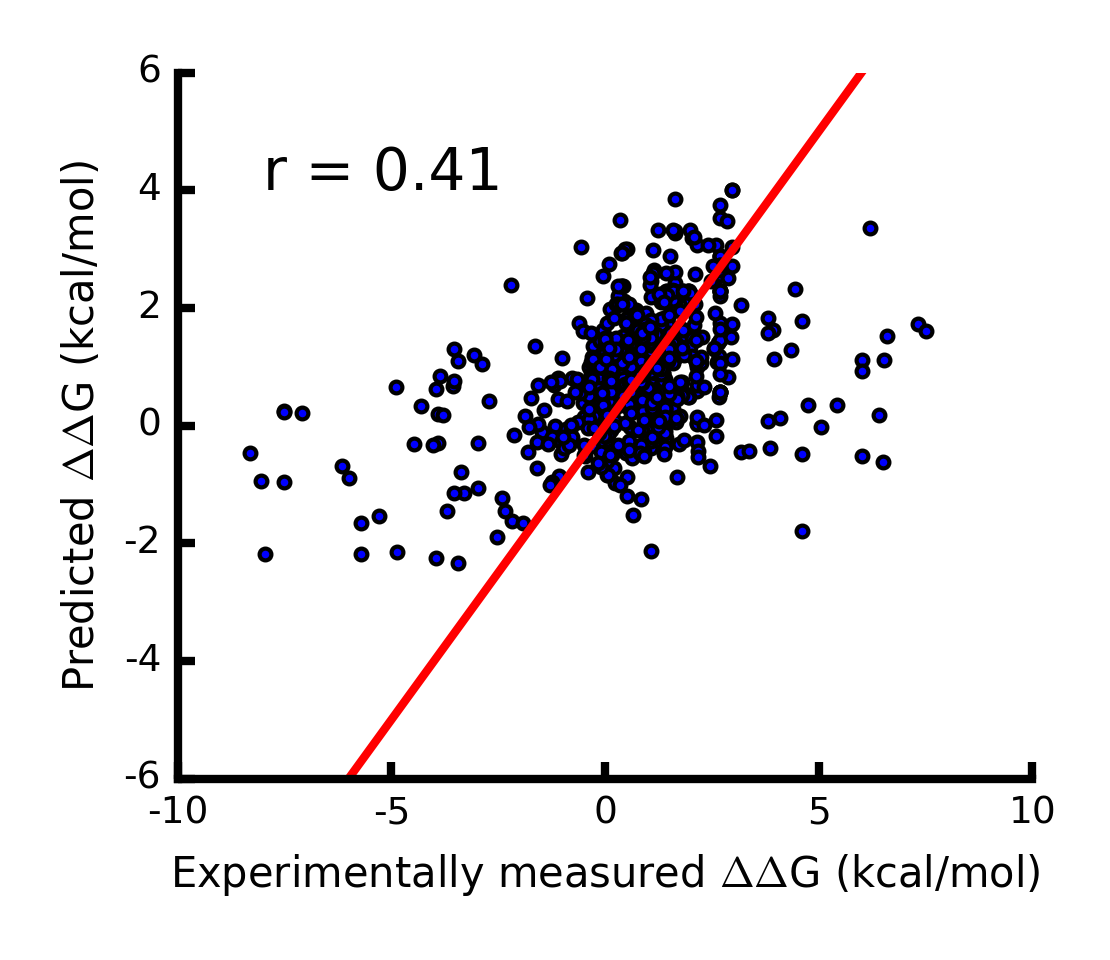 6
4
2
0
-2
-4
-6
r = 0.41
Predicted ΔΔG (kcal/mol)
-10 -5 0 5 10
Experimentally measured ΔΔG (kcal/mol)